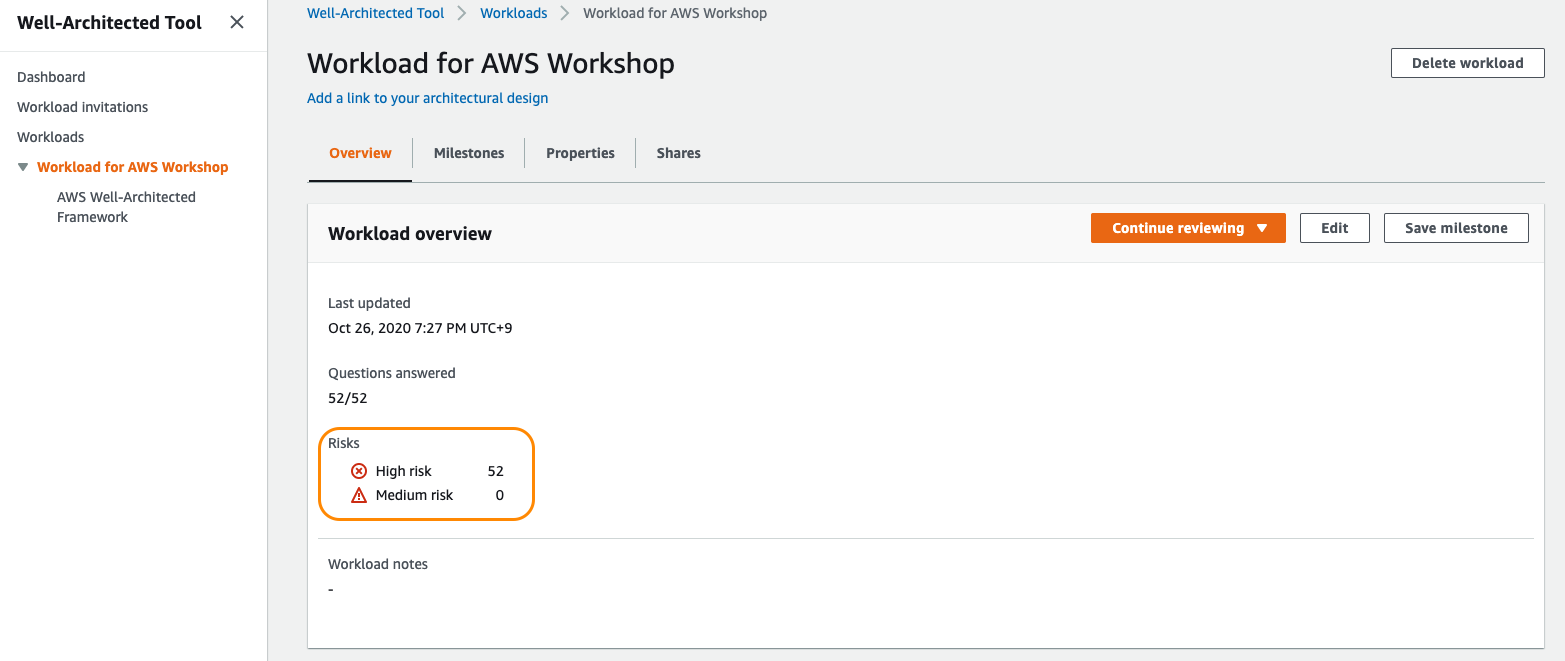 Well-Architected Tool
Dashboard
Workload invitations
Workloads
Workload for AWS Workshop
AWS Well-Architected
Framework
Well-Architected Tool
Workloads
Workload for AWS Workshop
Workload for AWS Workshop
Delete workload
Add a link to your architectural design
Overview
Milestones
Properties
Shares
Workload overview
Continue reviewing
Edit
Save milestone
Last updated
Oct 26, 2020 7:27 PM UTC+9
Questions answered
52/52
Risks
High risk 52
Medium risk 0
Workload notes
-